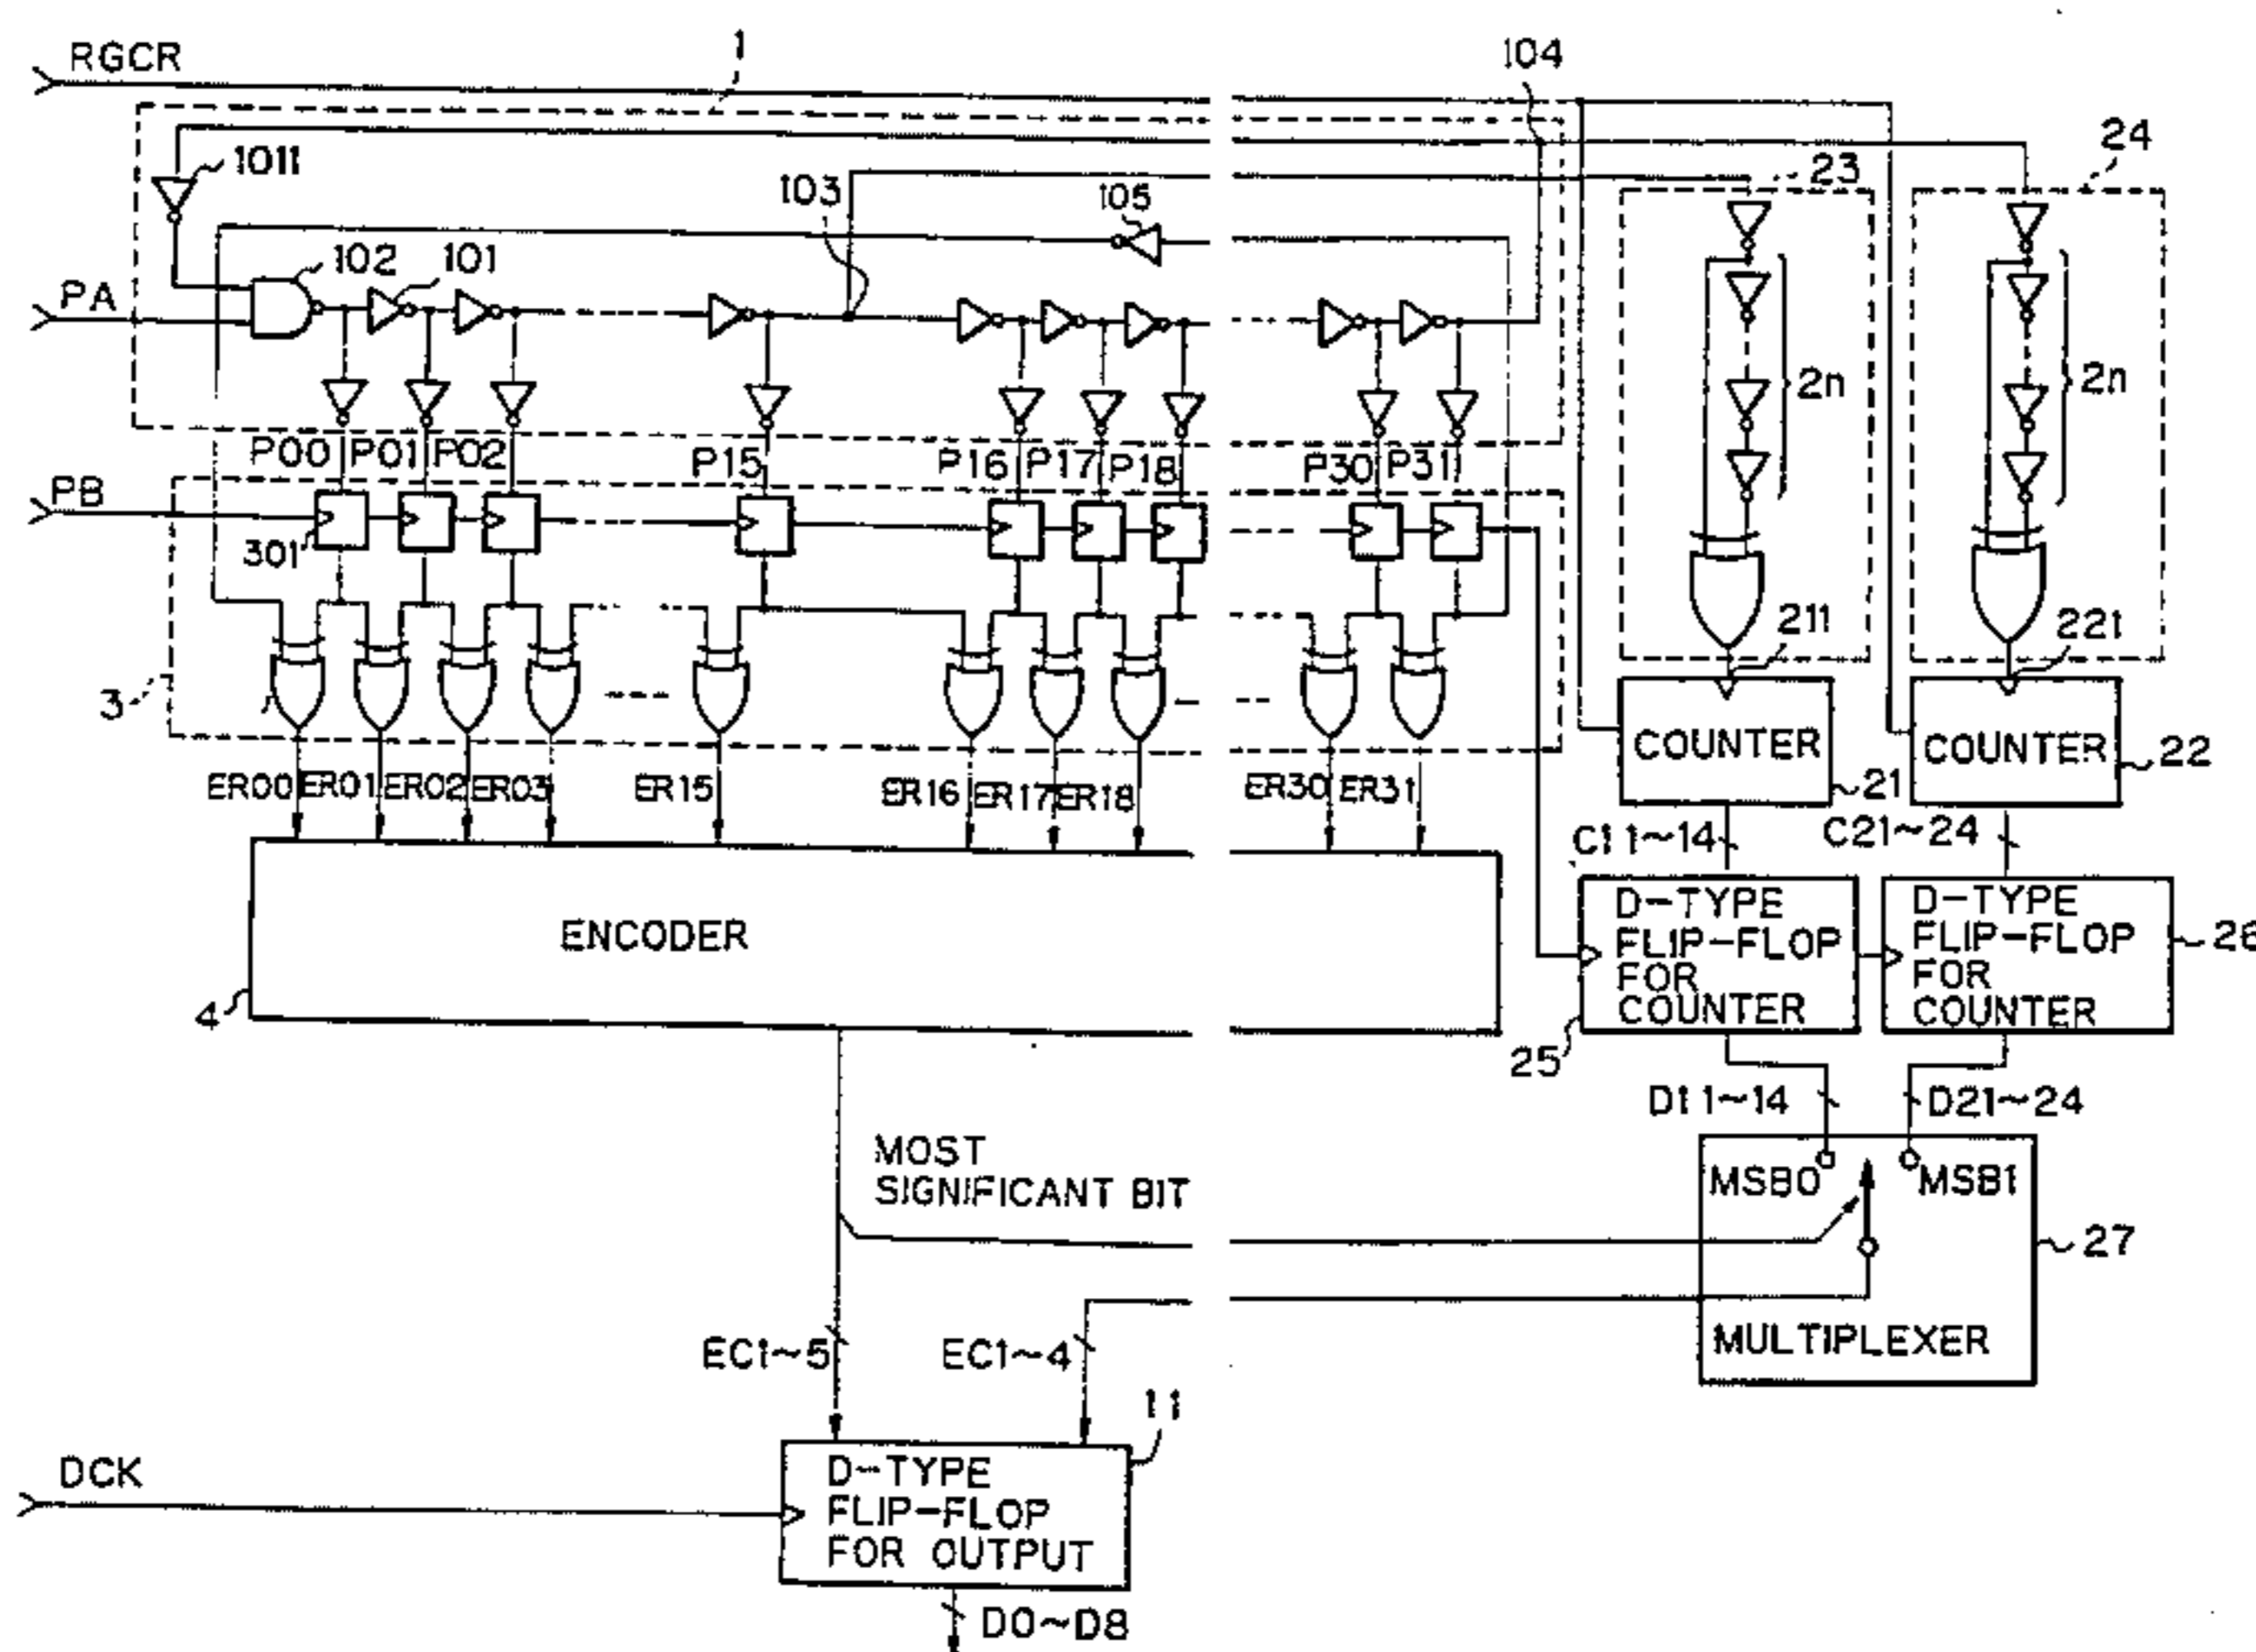 RGCR
1
104
1011
103
105
23
24
102
101
PA
2n
2n
P00 P01 P02 P15 P16 P17 P18 P30 P31
PB
301
211
221
3
COUNTER
COUNTER
22
21
ER00 ER01 ER02 ER03 ER15 ER16 ER17 ER18 ER30 ER31
C11~14
C21~24
ENCODER
4
D-TYPE
FLIP-FLOP
FOR
COUNTER
25
D-TYPE
FLIP-FLOP
FOR
COUNTER
26
D11~14
D21~24
MOST
SIGNIFICANT BIT
MSB0
MSB1
27
MULTIPLEXER
EC1~5
EC1~4
11
DCK
D-TYPE
FLIP-FLOP
FOR OUTPUT
D0~D8